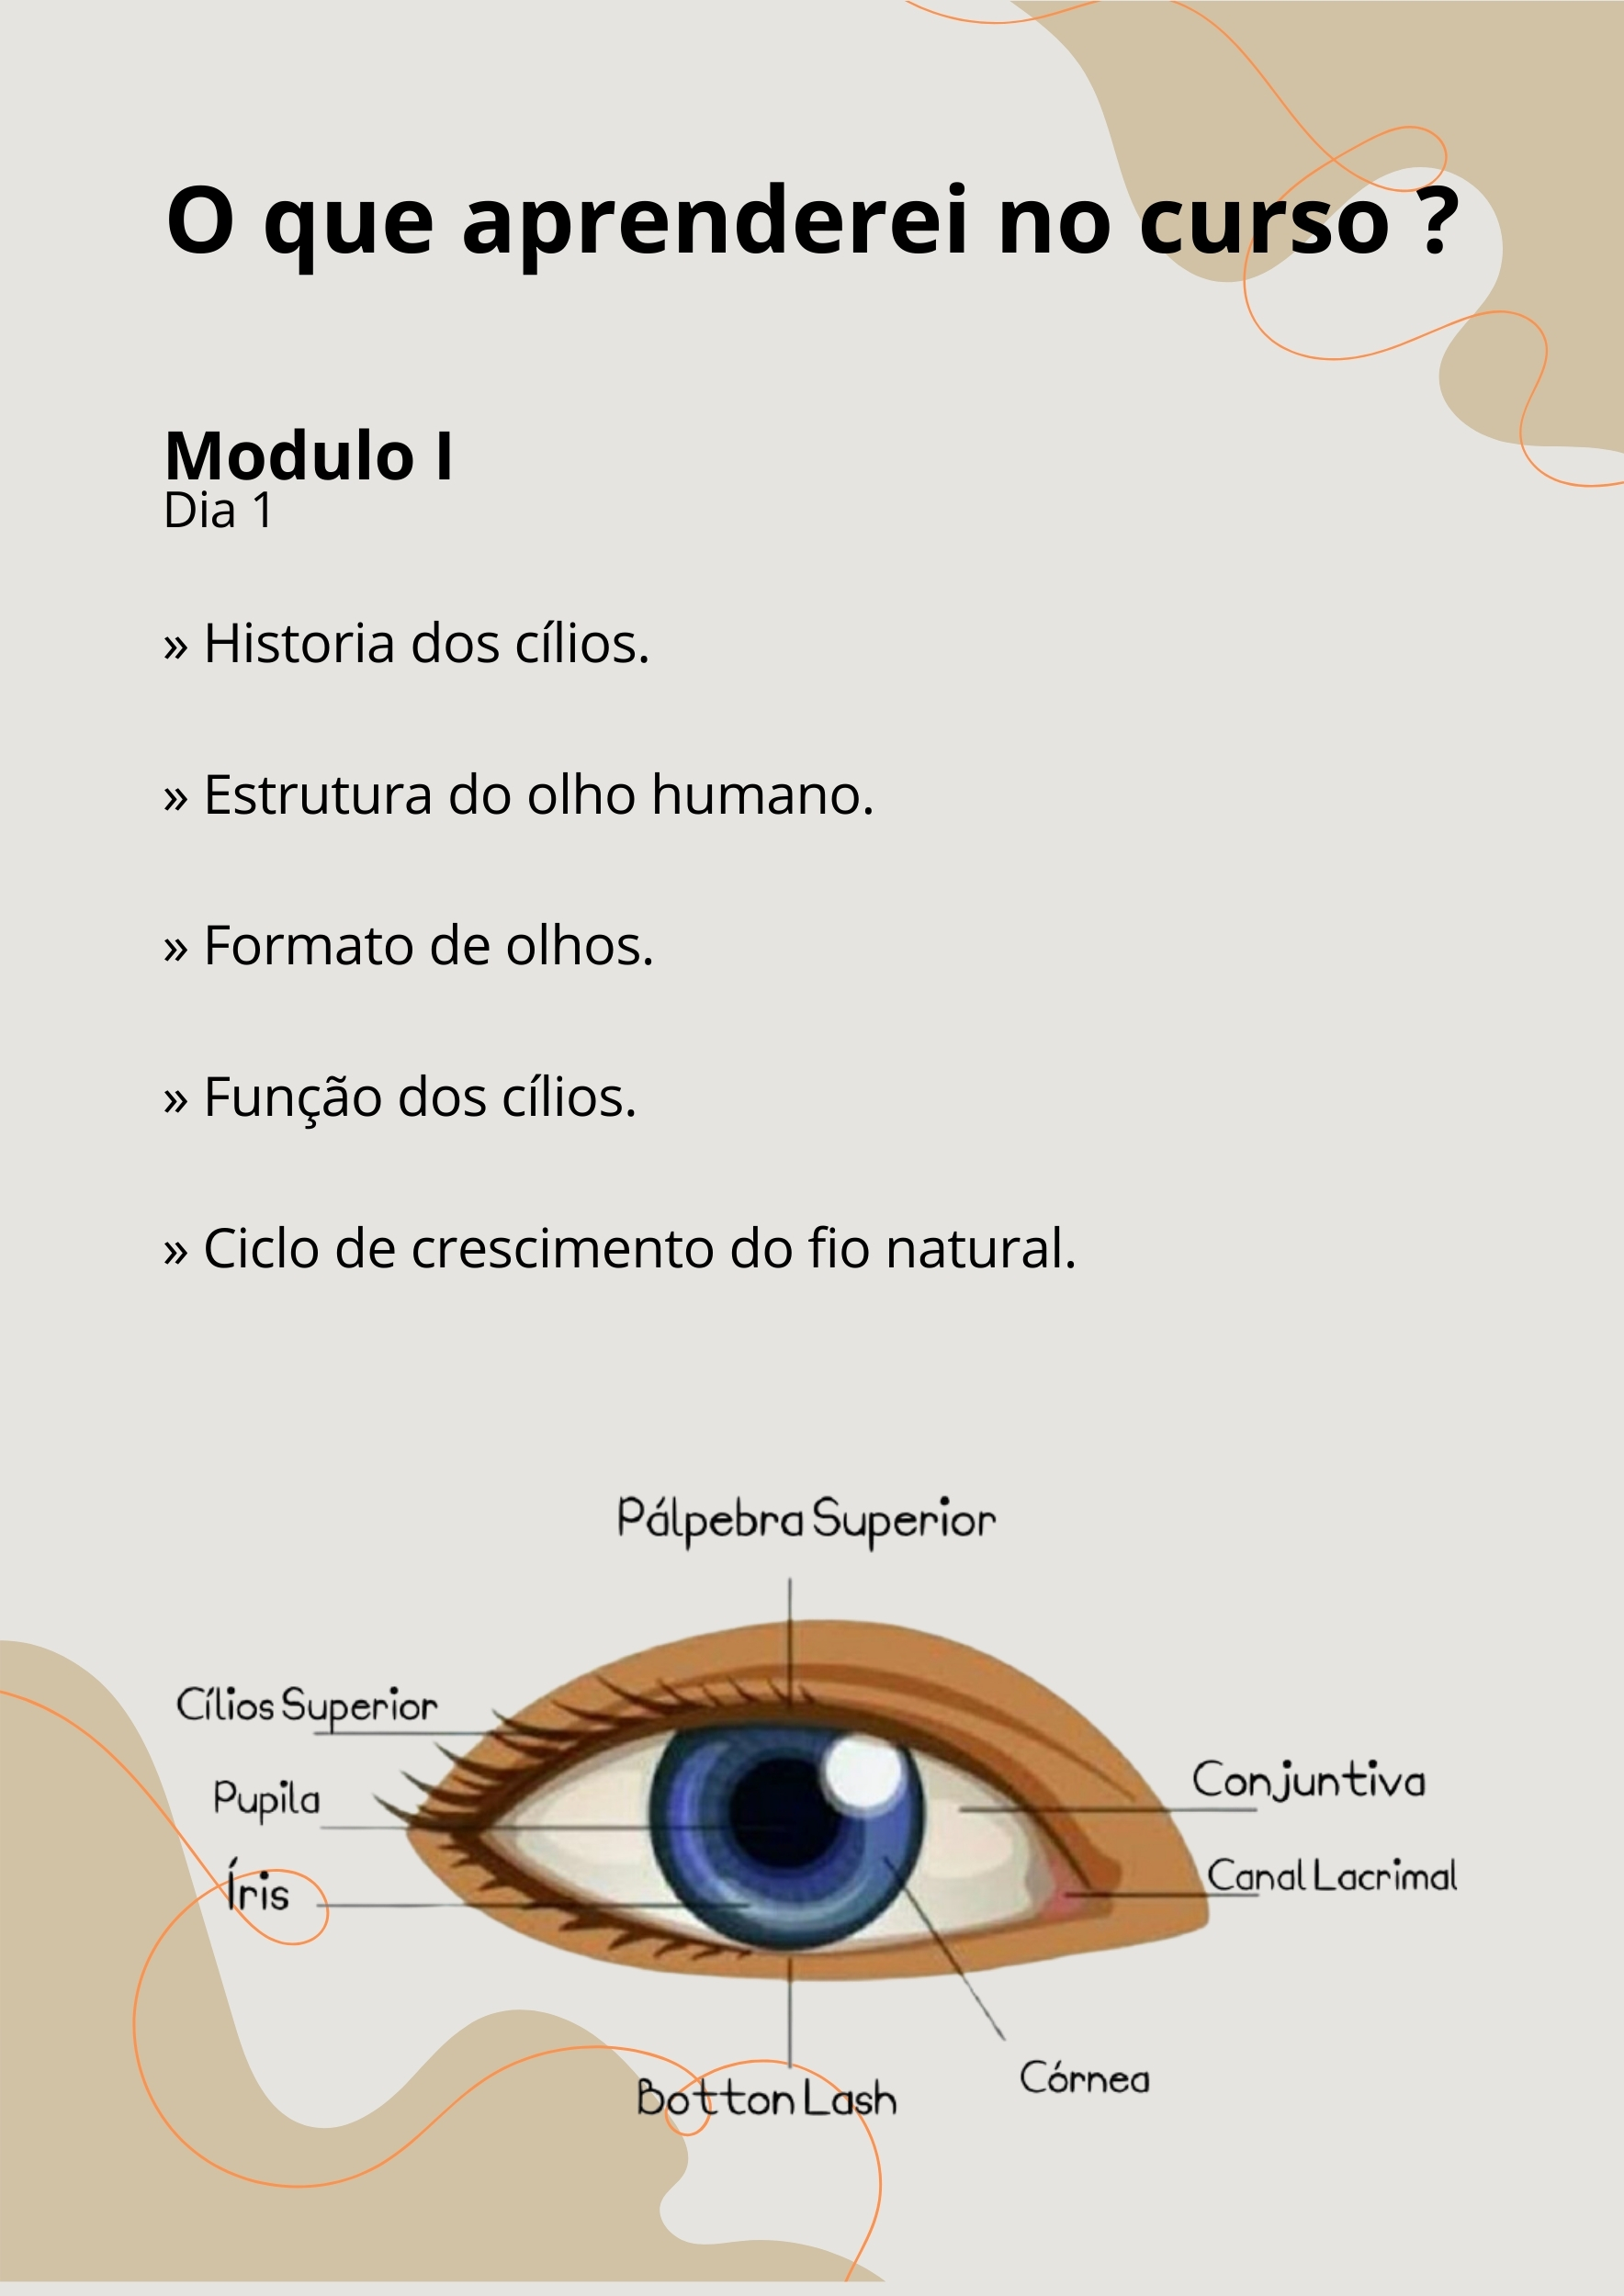 O que aprenderei no curso ?
Modulo I
Dia 1
» Historia dos cílios.
» Estrutura do olho humano.
» Formato de olhos.
» Função dos cílios.
» Ciclo de crescimento do fio natural.
Pálpebra Superior
Cílios Superior
Pupila
Íris
Conjuntiva
Canal Lacrimal
Córnea
Botton Lash